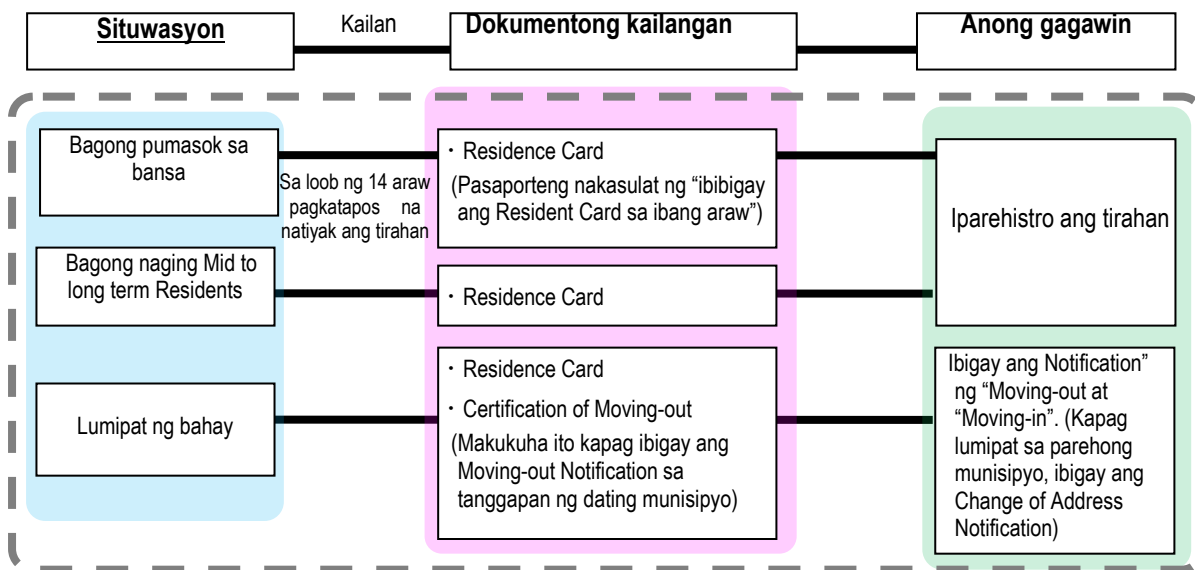 Situwasyon
Kailan
Dokumentong kailangan
Anong gagawin
Bagong pumasok sa
bansa
Sa loob ng 14 araw
pagkatapos na
natiyak ang tirahan
・ Residence Card
(Pasaporteng nakasulat ng “ibibigay
ang Resident Card sa ibang araw”)
Iparehistro ang tirahan
Bagong naging Mid to
long term Residents
・ Residence Card
Lumipat ng bahay
・ Residence Card
・ Certification of Moving-out
(Makukuha ito kapag ibigay ang
Moving-out Notification sa
tanggapan ng dating munisipyo)
Ibigay ang Notification”
ng “Moving-out at
“Moving-in”. (Kapag
lumipat sa parehong
munisipyo, ibigay ang
Change of Address
Notification)